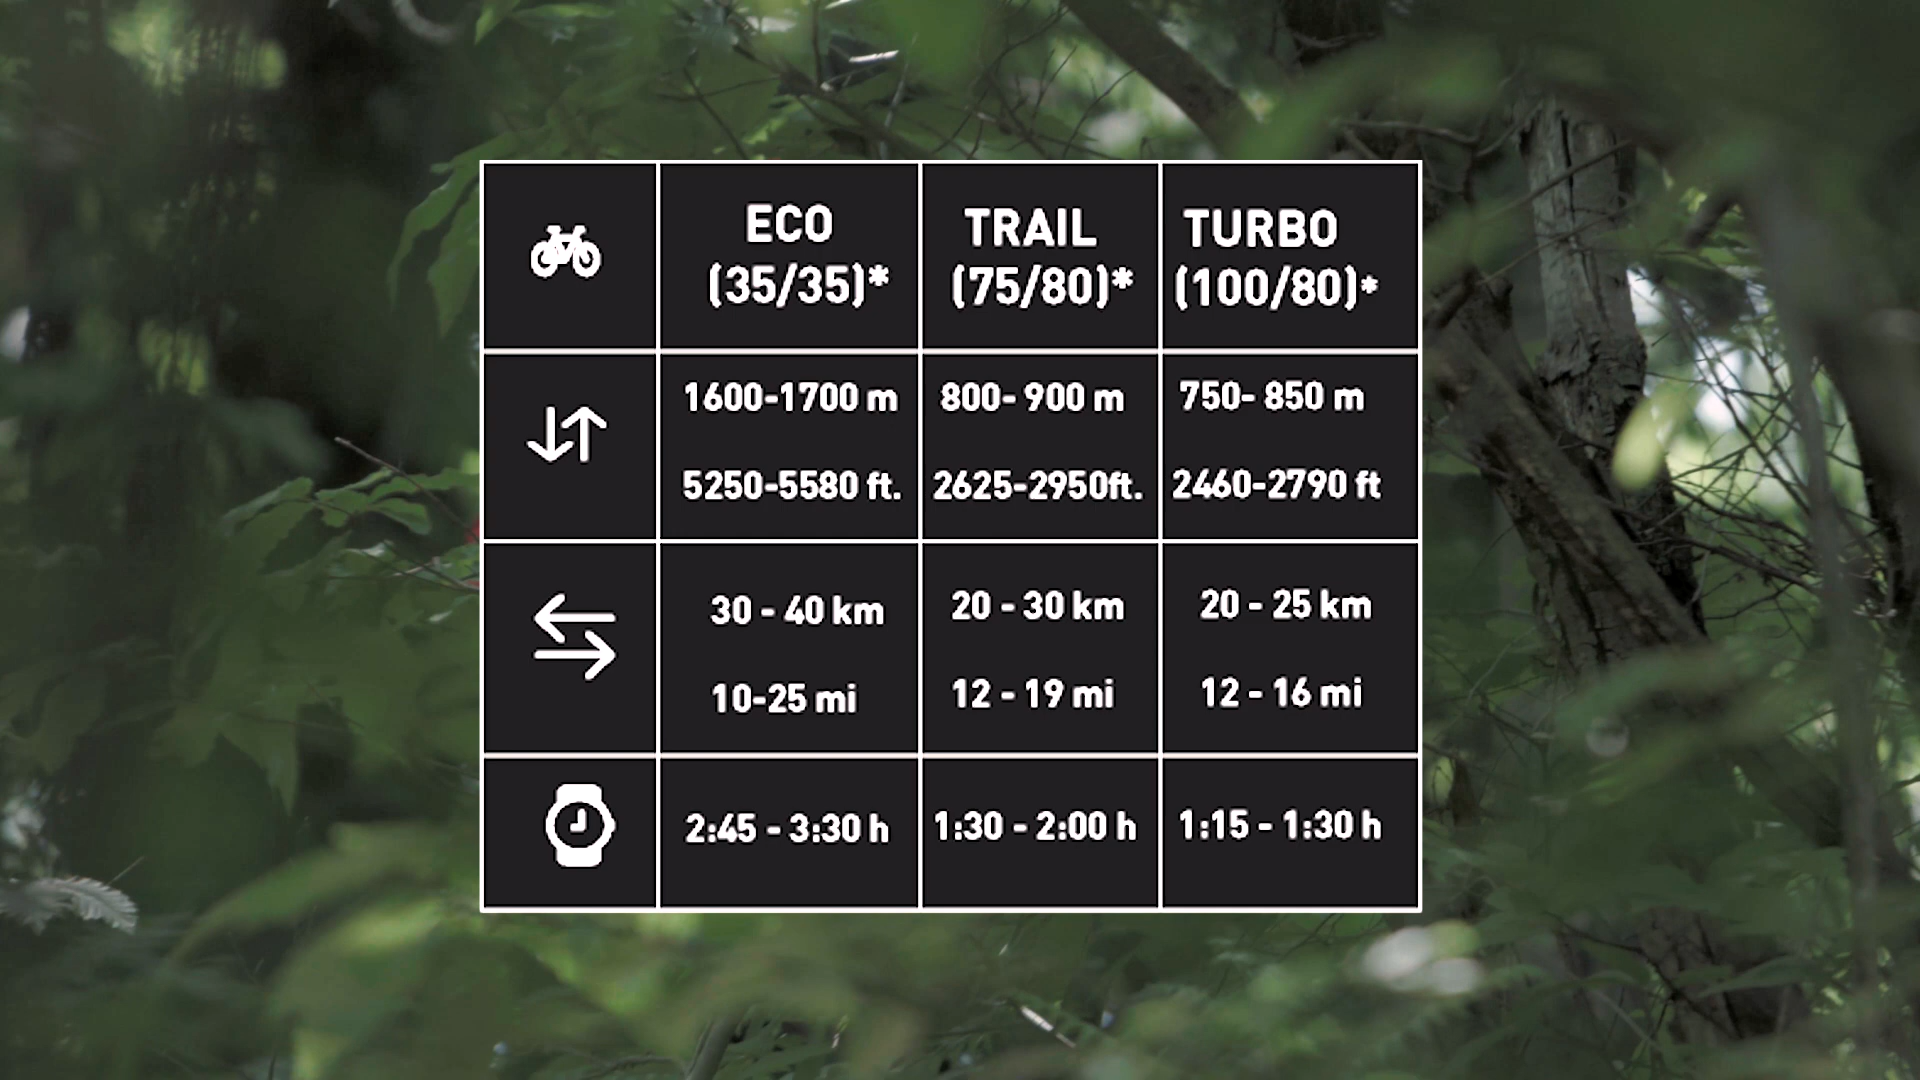 ECO
(35/35)*
TRAIL
(75/80)*
TURBO
(100/80)*
1600-1700 m
5250-5580 ft.
800- 900 m
2625-2950ft.
750- 850 m
2460-2790 ft
30 - 40 km
10-25 mi
20 - 30 km
12 - 19 mi
20 - 25 km
12 - 16 mi
2:45 - 3:30 h
1:30 - 2:00 h
1:15 - 1:30 h